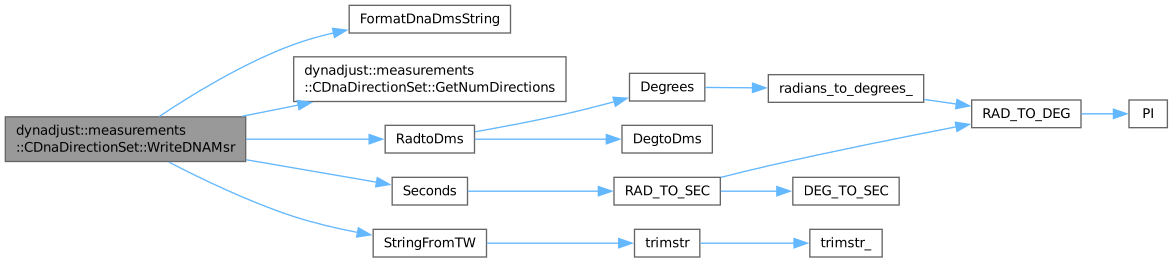 dynadjust::measurements
::CDnaDirectionSet::WriteDNAMsr
FormatDnaDmsString
dynadjust::measurements
::CDnaDirectionSet::GetNumDirections
RadtoDms
Seconds
StringFromTW
Degrees
DegtoDms
RAD_TO_SEC
trimstr
radians_to_degrees_
DEG_TO_SEC
trimstr_
RAD_TO_DEG
PI